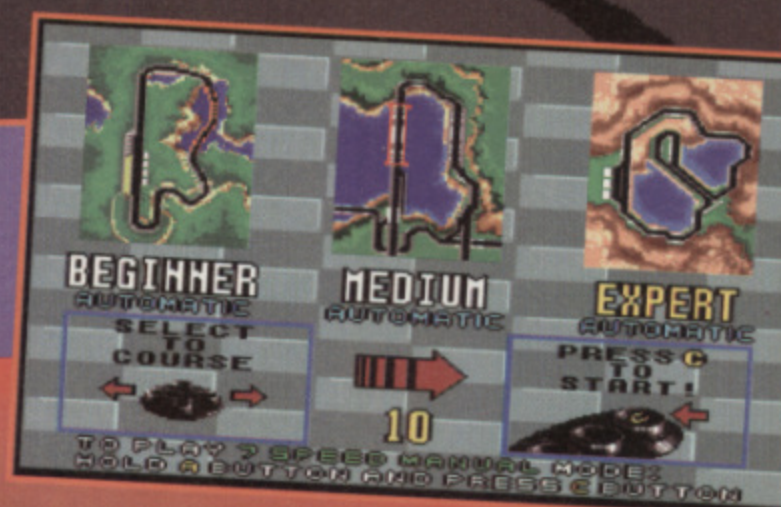 BEGINNER
AUTOMATIC
MEDIUM
AUTOMATIC
EXPERT
AUTOMATIC
SELECT
TO
COURSE
PRESS C
TO
START!
C
10
TO PLAY 7 SPEED MANUAL MODE:
HOLD A BUTTON AND PRESS C BUTTON